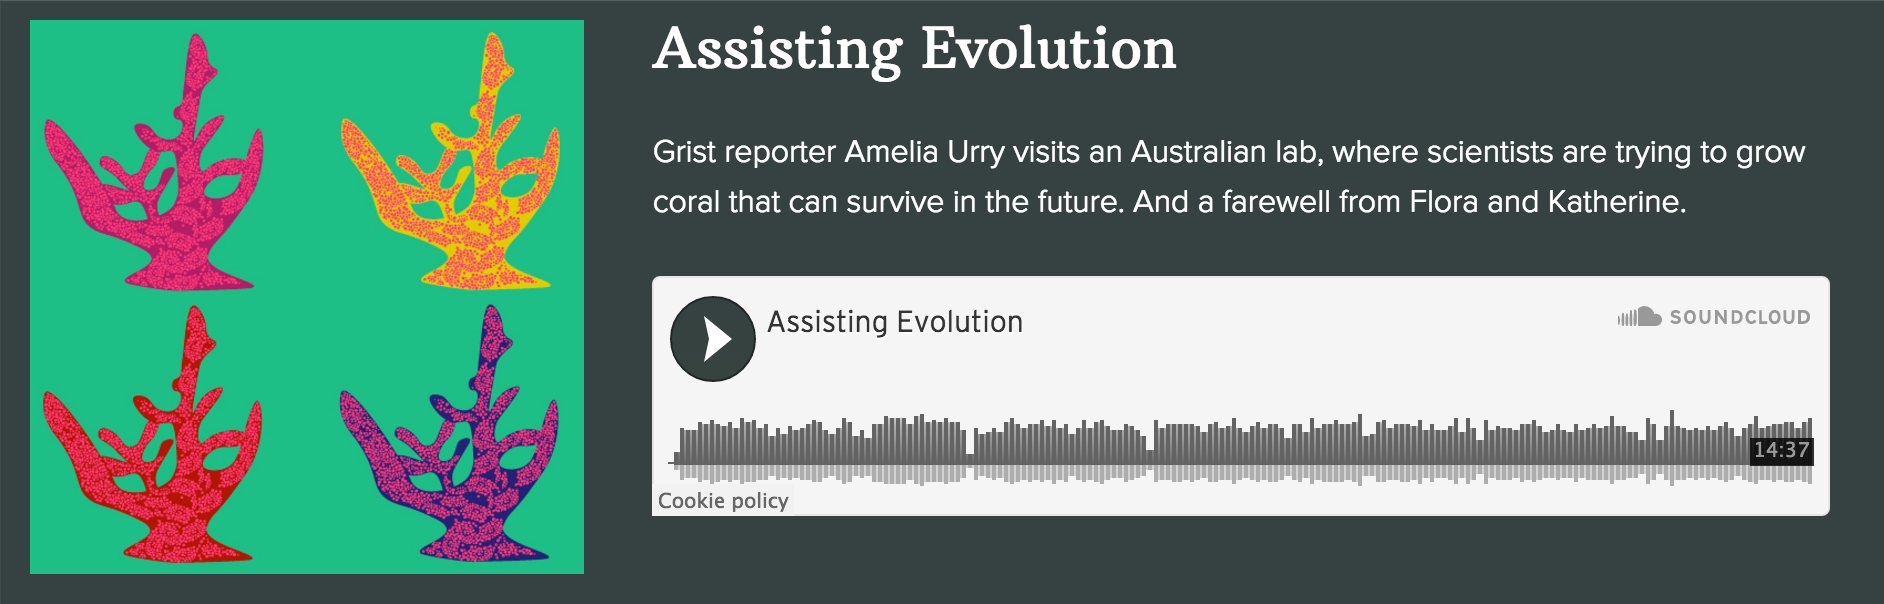 Assisting Evolution
Grist reporter Amelia Urry visits an Australian lab, where scientists are trying to grow
coral that can survive in the future. And a farewell from Flora and Katherine.
Assisting Evolution
SOUNDCLOUD
14:37
Cookie policy